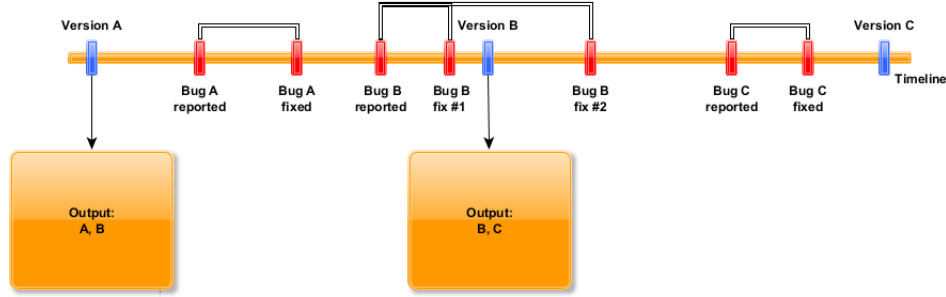 Version A
Version B
Version C
Timeline
Bug A
reported
Bug A
fixed
Bug B
reported
Bug B
fix #1
Bug B
fix #2
Bug C
reported
Bug C
fixed
Output:
A, B
Output:
B, C